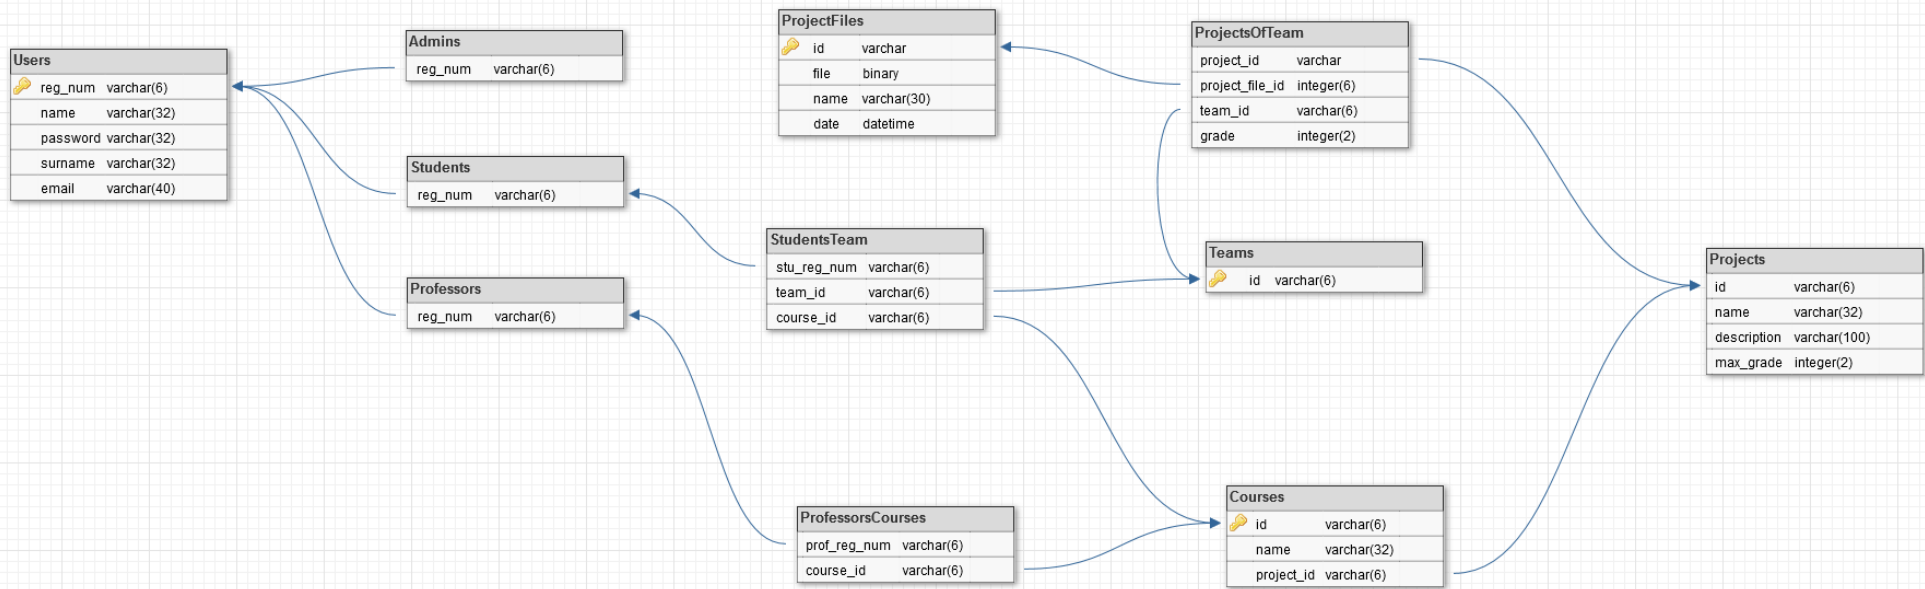 Users
reg_num varchar(6)
name varchar(32)
password varchar(32)
surname varchar(32)
email varchar(40)
Admins
reg_num varchar(6)
Students
reg_num varchar(6)
Professors
reg_num varchar(6)
ProjectFiles
id varchar
file binary
name varchar(30)
date datetime
StudentsTeam
stu_reg_num varchar(6)
team_id varchar(6)
course_id varchar(6)
ProfessorsCourses
prof_reg_num varchar(6)
course_id varchar(6)
ProjectsOfTeam
project_id varchar
project_file_id integer(6)
team_id varchar(6)
grade integer(2)
Teams
id varchar(6)
Courses
id varchar(6)
name varchar(32)
project_id varchar(6)
Projects
id varchar(6)
name varchar(32)
description varchar(100)
max_grade integer(2)